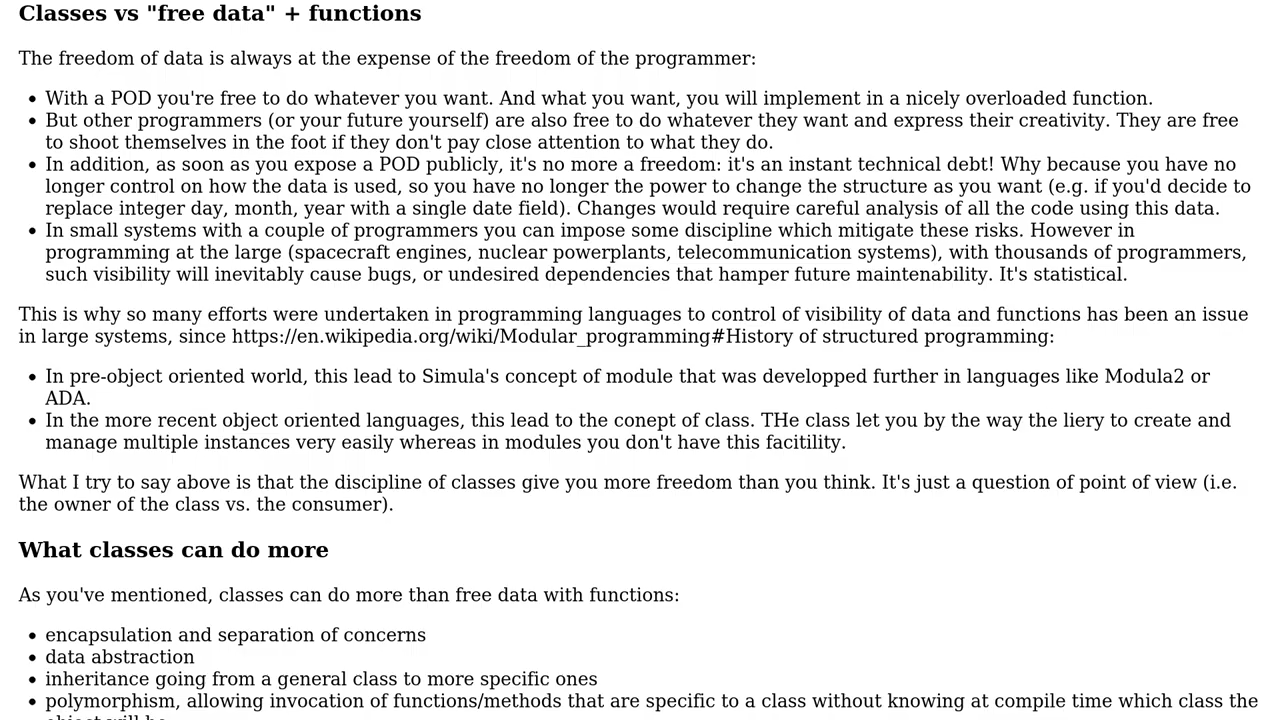 Classes vs "free data" + functions
The freedom of data is always at the expense of the freedom of the programmer:
• With a POD you're free to do whatever you want. And what you want, you will implement in a nicely overloaded function.
• But other programmers (or your future yourself) are also free to do whatever they want and express their creativity. They are free
to shoot themselves in the foot if they don't pay close attention to what they do.
• In addition, as soon as you expose a POD publicly, it's no more a freedom: it's an instant technical debt! Why because you have no
longer control on how the data is used, so you have no longer the power to change the structure as you want (e.g. if you'd decide to
replace integer day, month, year with a single date field). Changes would require careful analysis of all the code using this data.
• In small systems with a couple of programmers you can impose some discipline which mitigate these risks. However in
programming at the large (spacecraft engines, nuclear powerplants, telecommunication systems), with thousands of programmers,
such visibility will inevitably cause bugs, or undesired dependencies that hamper future maintenability. It's statistical.
This is why so many efforts were undertaken in programming languages to control of visibility of data and functions has been an issue
in large systems, since https://en.wikipedia.org/wiki/Modular_programming#History of structured programming:
• In pre-object oriented world, this lead to Simula's concept of module that was developped further in languages like Modula2 or
ADA.
• In the more recent object oriented languages, this lead to the conept of class. THe class let you by the way the liery to create and
manage multiple instances very easily whereas in modules you don't have this facitility.
What I try to say above is that the discipline of classes give you more freedom than you think. It's just a question of point of view (i.e.
the owner of the class vs. the consumer).
What classes can do more
As you've mentioned, classes can do more than free data with functions:
• encapsulation and separation of concerns
• data abstraction
• inheritance going from a general class to more specific ones
• polymorphism, allowing invocation of functions/methods that are specific to a class without knowing at compile time which class the